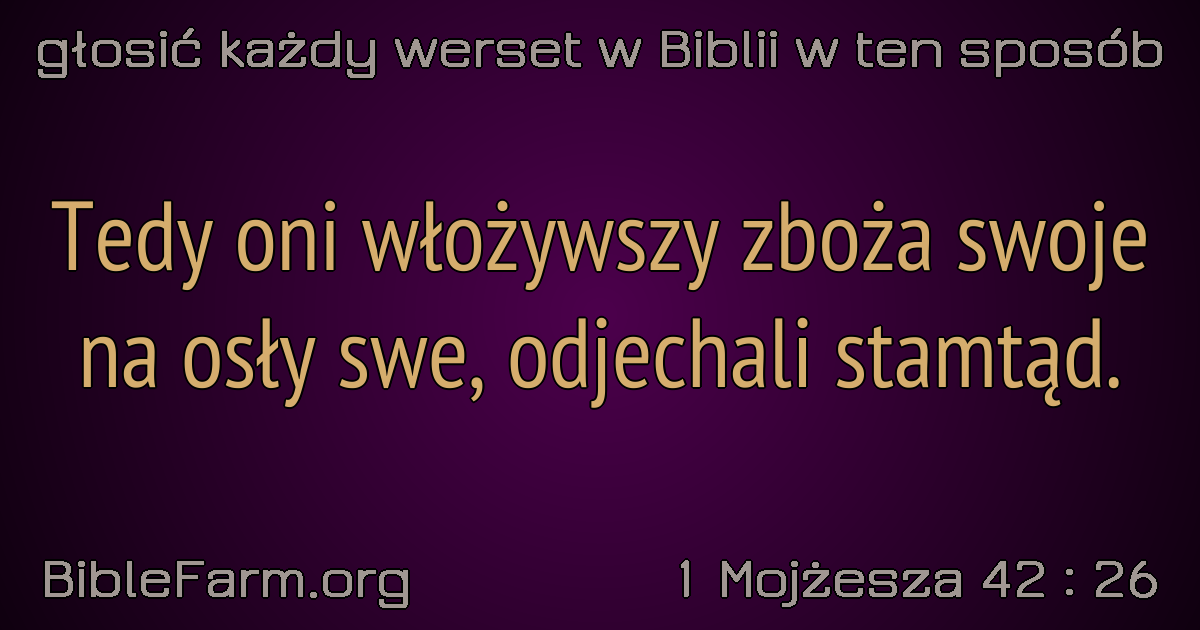 głosić każdy werset w Biblii w ten sposób
Tedy oni włożywszy zboża swoje
na osły swe, odjechali stamtąd.
BibleFarm.org
1 Mojżesza 42 : 26